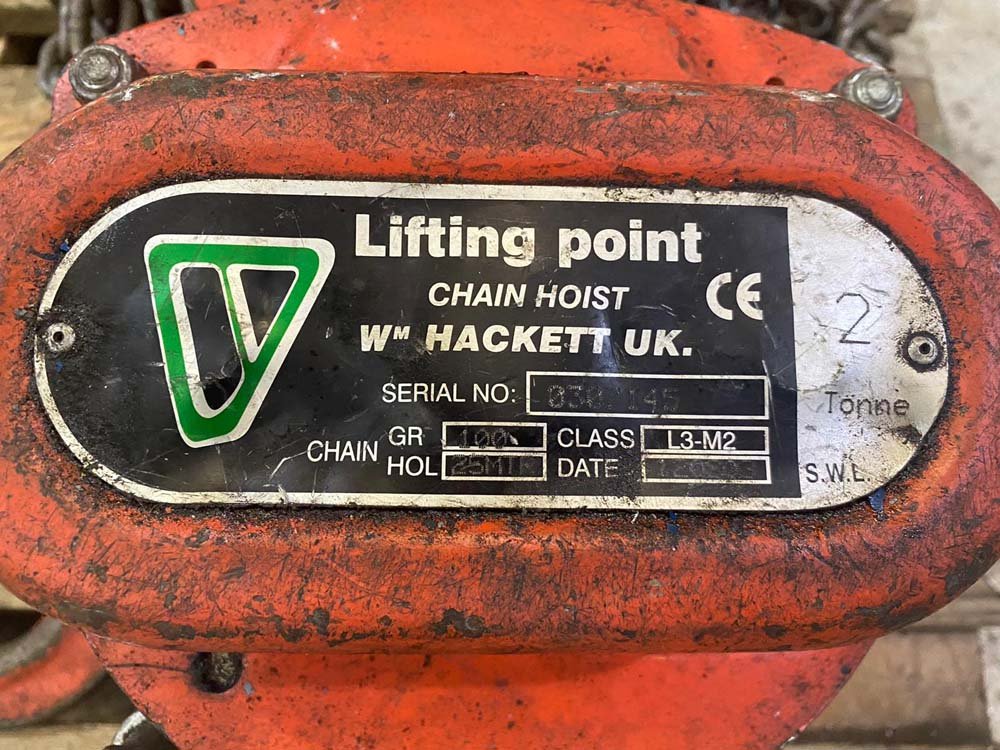 Lifting point
CHAIN HOIST
CE
WM HACKETT UK.
SERIAL NO:
CHAIN
GR 100 CLASS L3-M2
HOL DATE
2
Tonne
S.W.L.